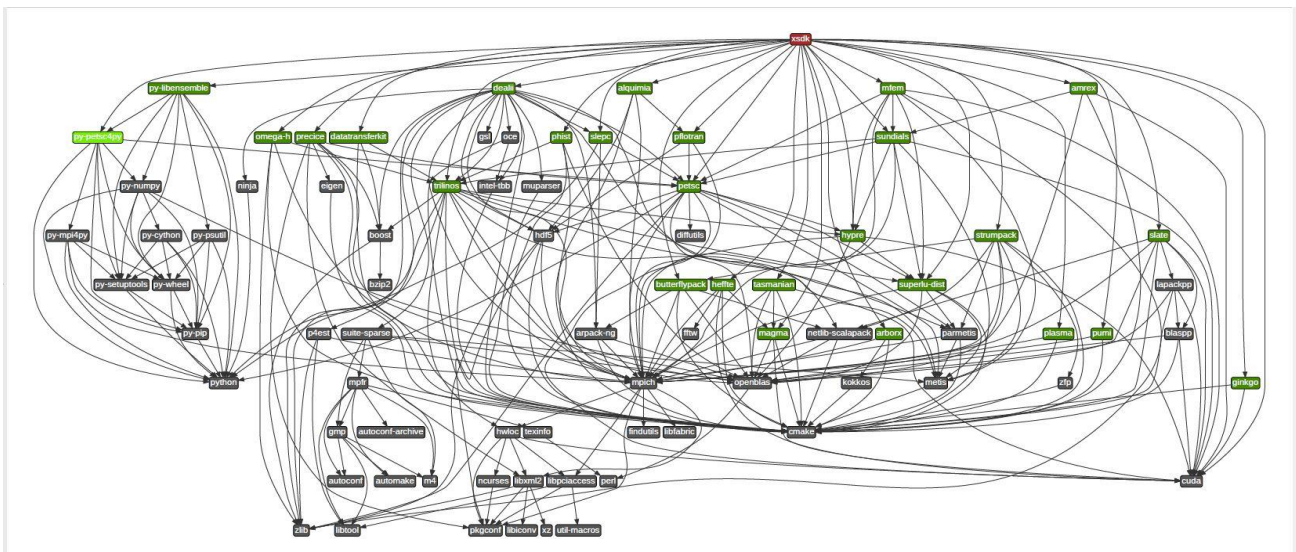 xsdk
py-libensemble dealii alquimia mfem amrex
py-petsc4py omega-h precice datatransferkit gsl oce phist slepc pflotran sundials
py-numpy ninja eigen trilinos intel-tbb muparser petsc
py-mpi4py py-cython py-psutil boost hdf5 diffutils hypre strumpack slate
py-setuptools py-wheel bzip2 butterflypack heffte tasmanian superlu-dist lapackpp
py-pip p4est suite-sparse arpack-ng fftw magma netlib-scalapack arborx parmetis plasma pumi blaspp
python mpfr mpich openblas kokkos metis zfp ginkgo
gmp autoconf-archive hwloc texinfo findutils libfabric cmake
autoconf automake m4 ncurses libxml2 libpciaccess perl cuda
zlib libtool pkgconf libiconv xz util-macros